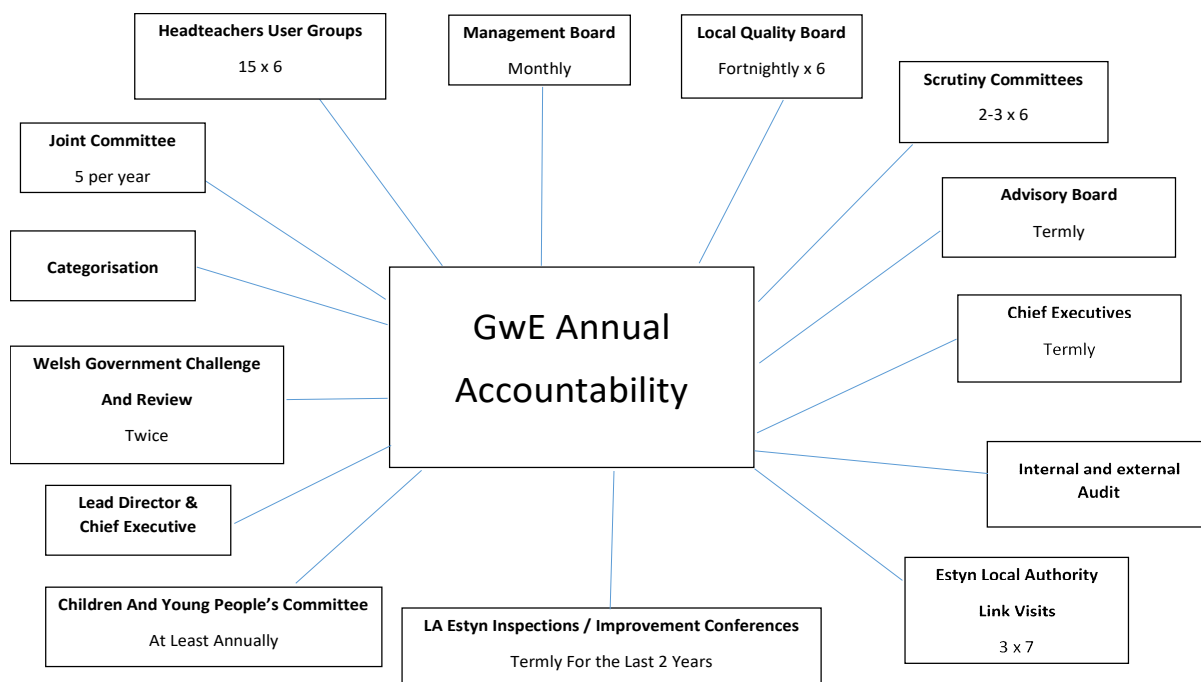 Headteachers User Groups
15 x 6
Management Board
Monthly
Local Quality Board
Fortnightly x 6
Scrutiny Committees
2-3 x 6
Joint Committee
5 per year
Advisory Board
Termly
Categorisation
GwE Annual
Accountability
Chief Executives
Termly
Welsh Government Challenge
And Review
Twice
Internal and external
Audit
Lead Director &
Chief Executive
Estyn Local Authority
Link Visits
3 x 7
Children And Young People’s Committee
At Least Annually
LA Estyn Inspections / Improvement Conferences
Termly For the Last 2 Years